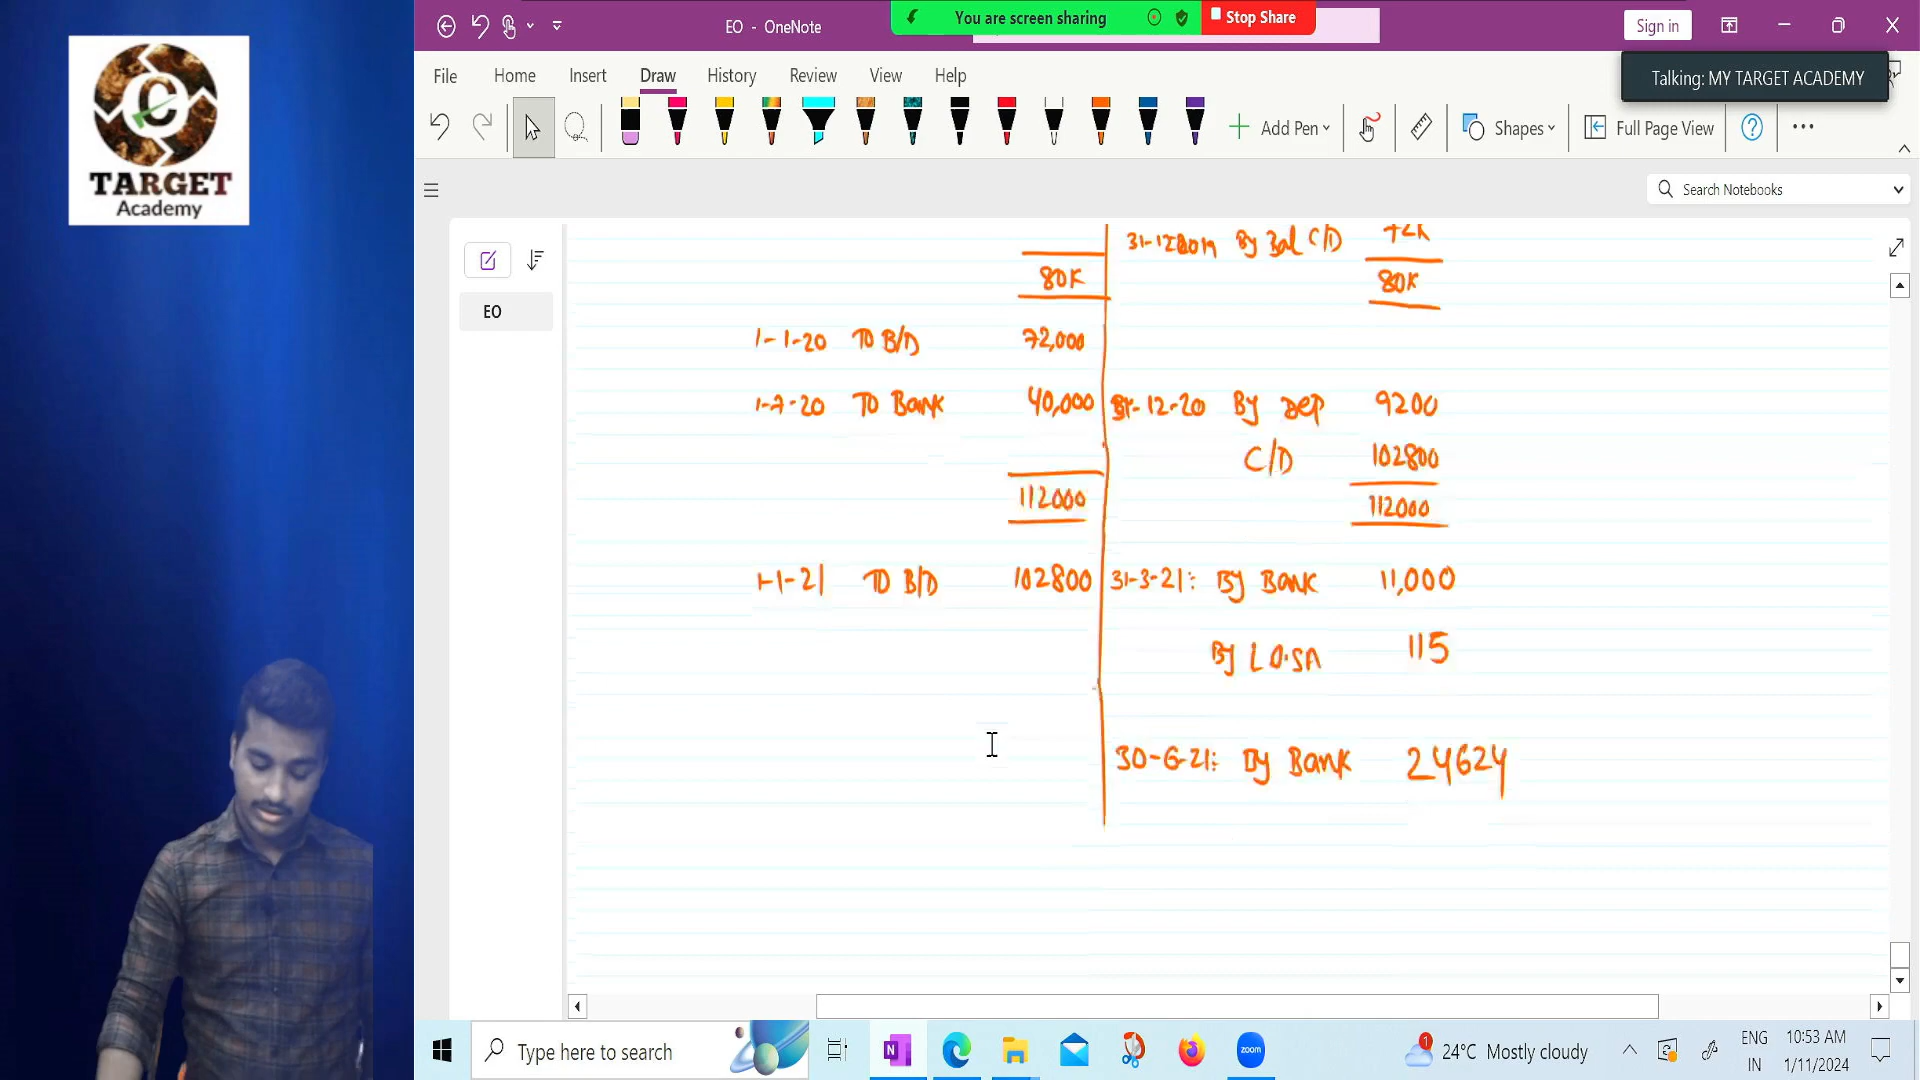 TARGET
Academy
EO - OneNote
You are screen sharing
Stop Share
Sign in
Talking: MY TARGET ACADEMY
File Home Insert Draw History Review View Help
Add Pen Shapes Full Page View
Search Notebooks
EO
By Bal C/D
80K 80K
1-1-20 To B/D 72,000
1-7-20 To Bank 40,000 31-12-20 By Dep 9200
C/D 102800
112000 112000
1-1-21 To B/D 102800 31-3-21: By Bank 11,000
By 115
30-6-21: By Bank 24624
Type here to search
zoom
1
24°C Mostly cloudy
ENG
IN
10:53 AM
1/11/2024